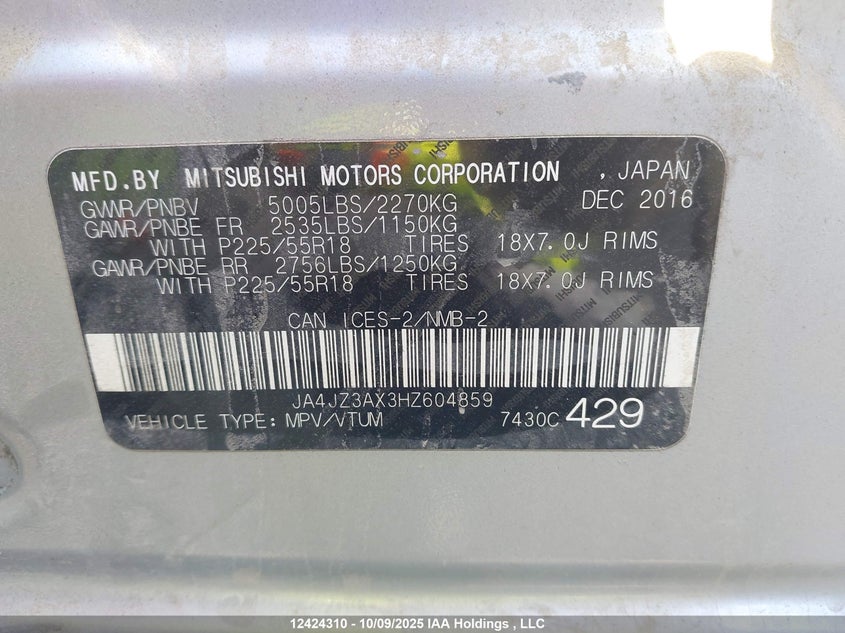 MFD.BY MITSUBISHI MOTORS CORPORATION , JAPAN
GVWR/PNBV 5005LBS/2270KG DEC 2016
GAWR/PNBE FR 2535LBS/1150KG
WITH P225/55R18 TIRES 18X7.0J RIMS
GAWR/PNBE RR 2756LBS/1250KG
WITH P225/55R18 TIRES 18X7.0J RIMS
CAN ICES-2/NMB-2
JA4JZ3AX3HZ604859
VEHICLE TYPE: MPV/VTUM 7430C 429
12424310 - 10/09/2025 IAA Holdings , LLC